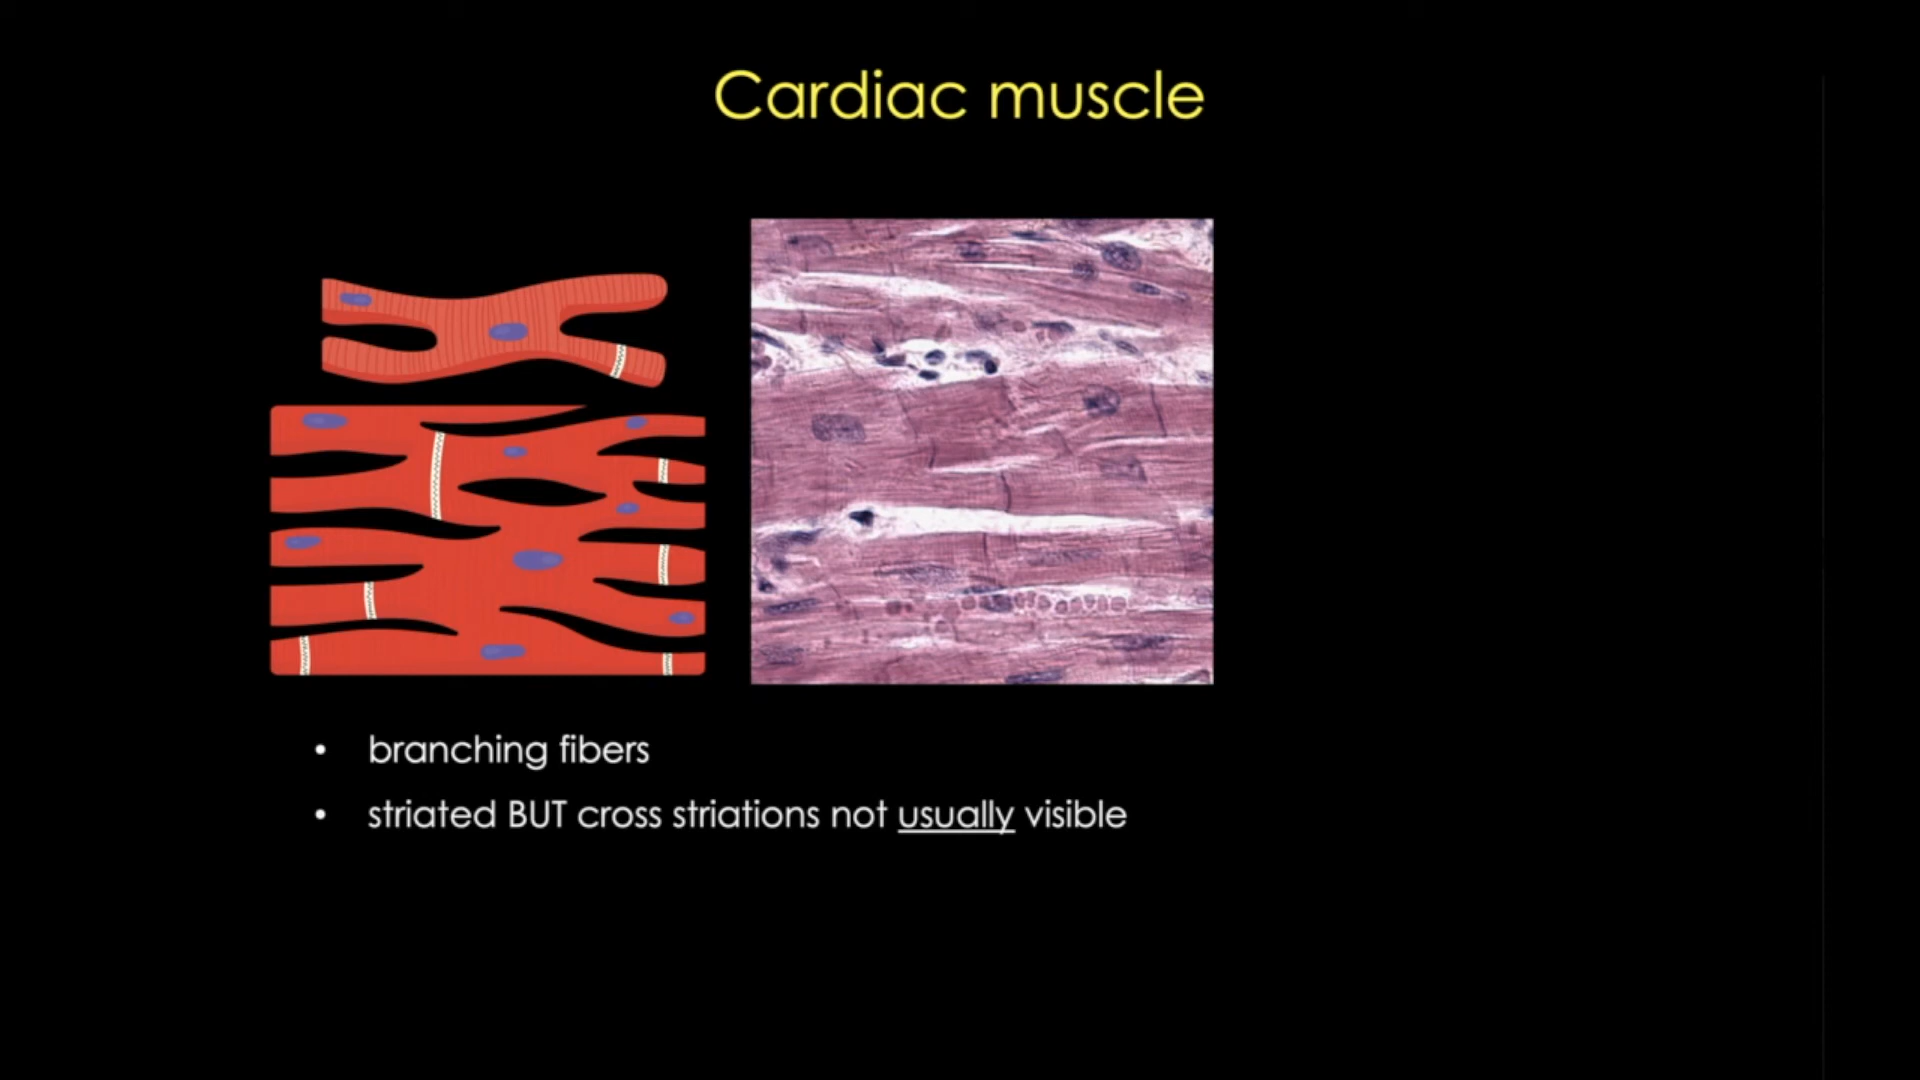 Cardiac muscle
• branching fibers
• striated BUT cross striations not usually visible